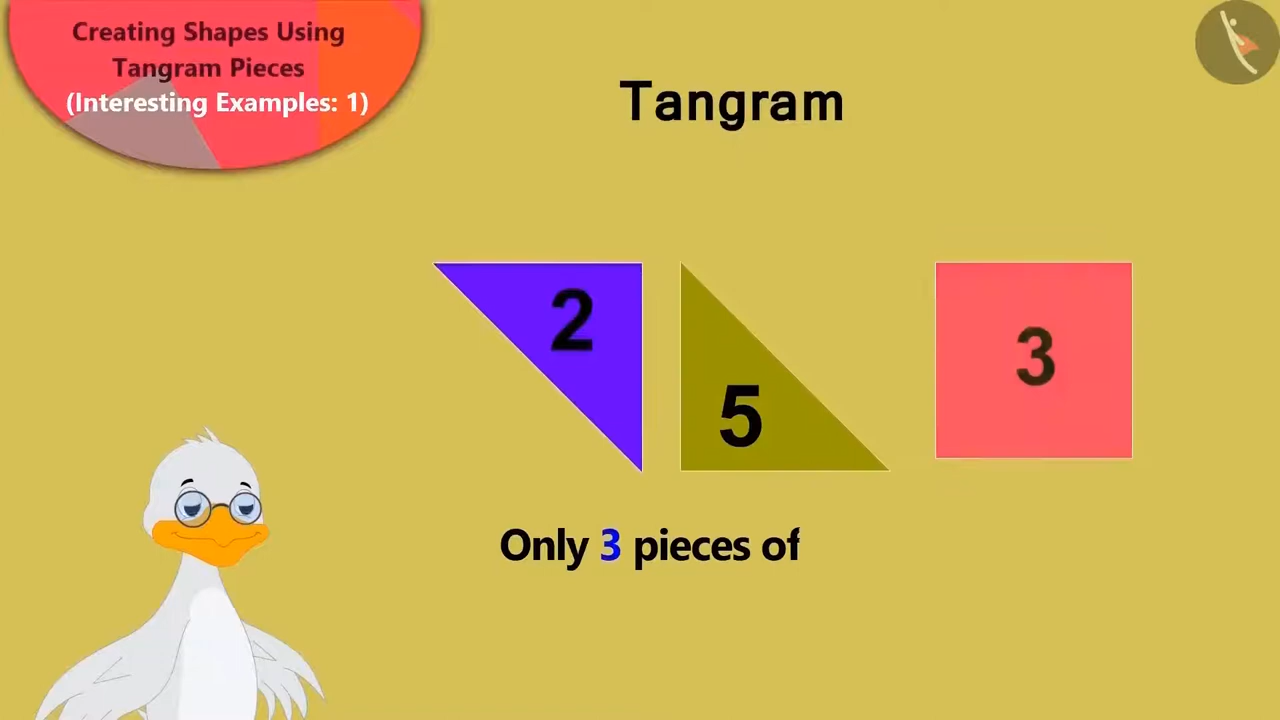 Creating Shapes Using
Tangram Pieces
(Interesting Examples: 1)
Tangram
2
5
3
Only 3 pieces of